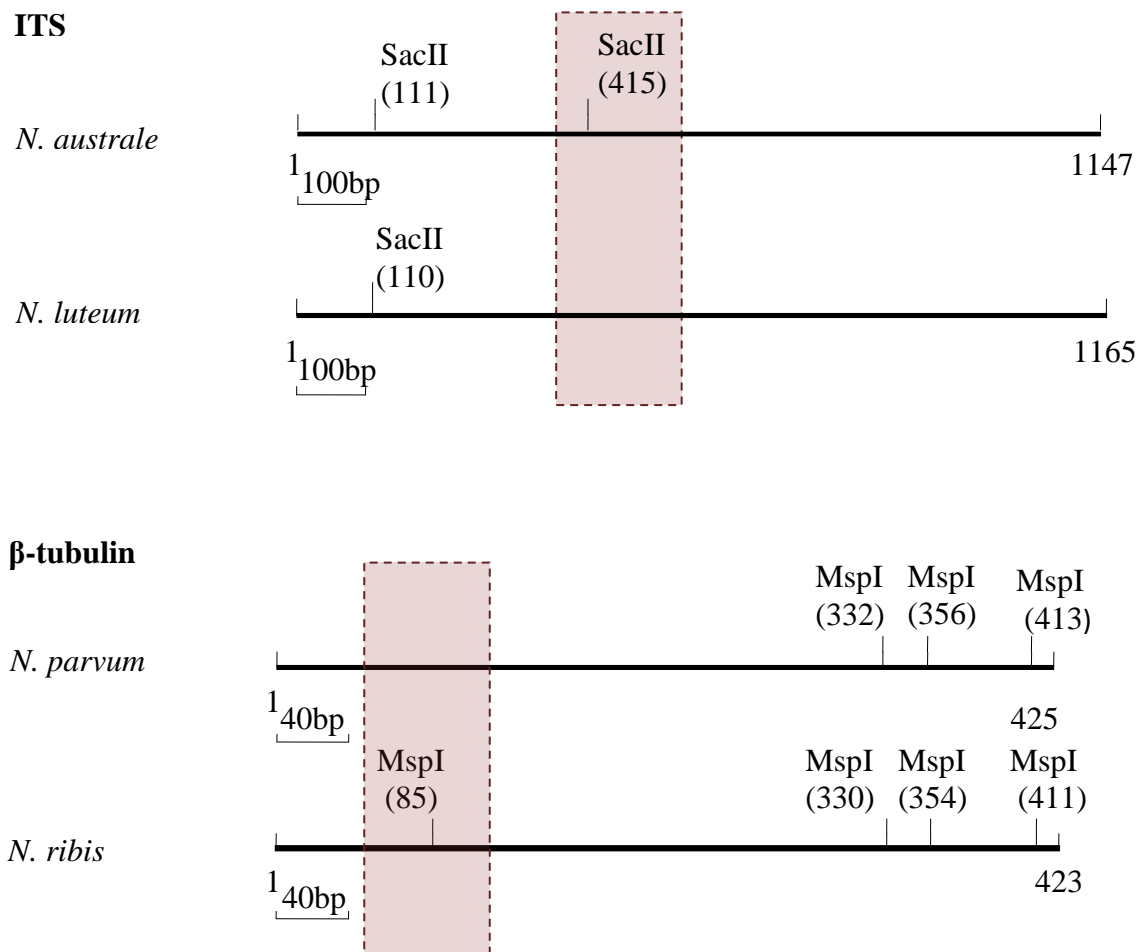 ITS
SacII
(111)
SacII
(415)
N. australe
1
1147
100bp
SacII
(110)
N. luteum
1
1165
100bp
β-tubulin
MspI
(332)
MspI
(356)
MspI
(413)
N. parvum
1
425
40bp
MspI
(85)
MspI
(330)
MspI
(354)
MspI
(411)
N. ribis
1
423
40bp